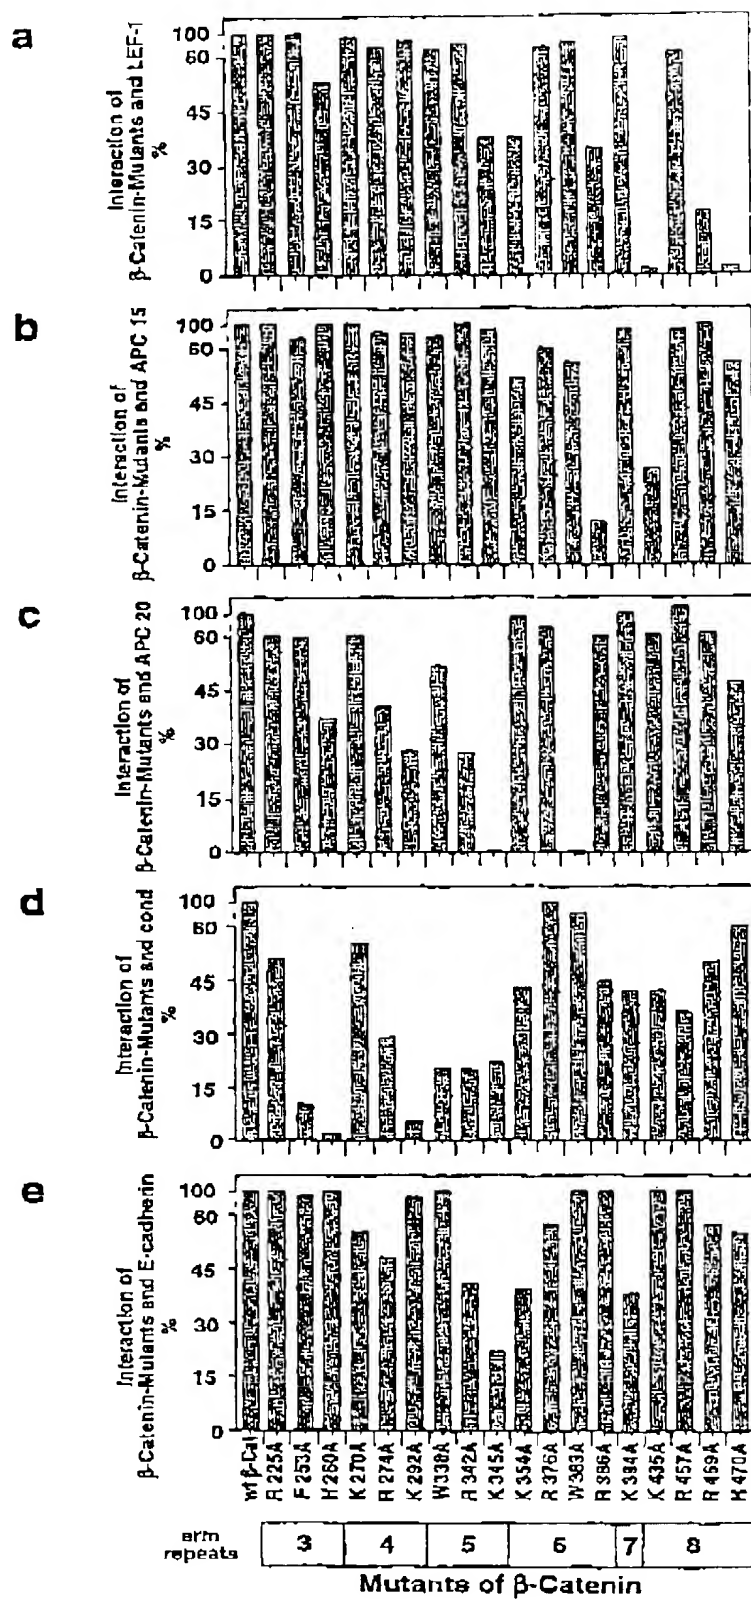 a
Interaction of
β-Catenin-Mutants and LEF-1
%
100
60
45
30
15
0
b
Interaction of
β-Catenin-Mutants and APC 15
%
100
60
45
30
15
0
c
Interaction of
β-Catenin-Mutants and APC 20
%
100
60
45
30
15
0
d
Interaction of
β-Catenin-Mutants and cond
%
100
60
45
30
15
0
e
Interaction of
β-Catenin-Mutants and E-cadherin
%
100
60
45
30
15
0
wt β-Cat
R 225A
F 253A
H 260A
K 270A
R 274A
K 292A
W338A
R 342A
K 345A
K 354A
R 376A
W383A
R 386A
K 394A
K 435A
R 457A
R 469A
H 470A
arm
repeats
3
4
5
6
7
8
Mutants of β-Catenin